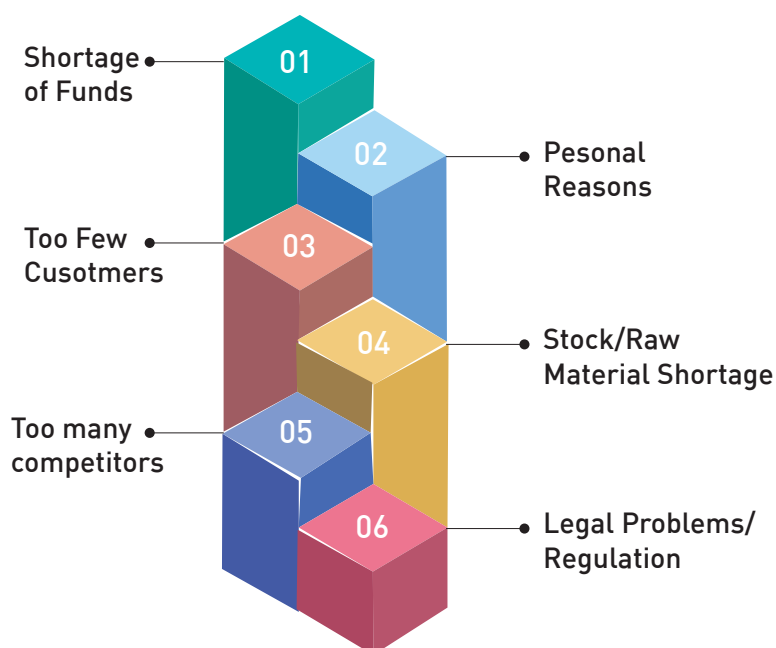 01
Shortage
of Funds
02
Pesonal
Reasons
03
Too Few
Cusotmers
04
Stock/Raw
Material Shortage
05
Too many
competitors
06
Legal Problems/
Regulation